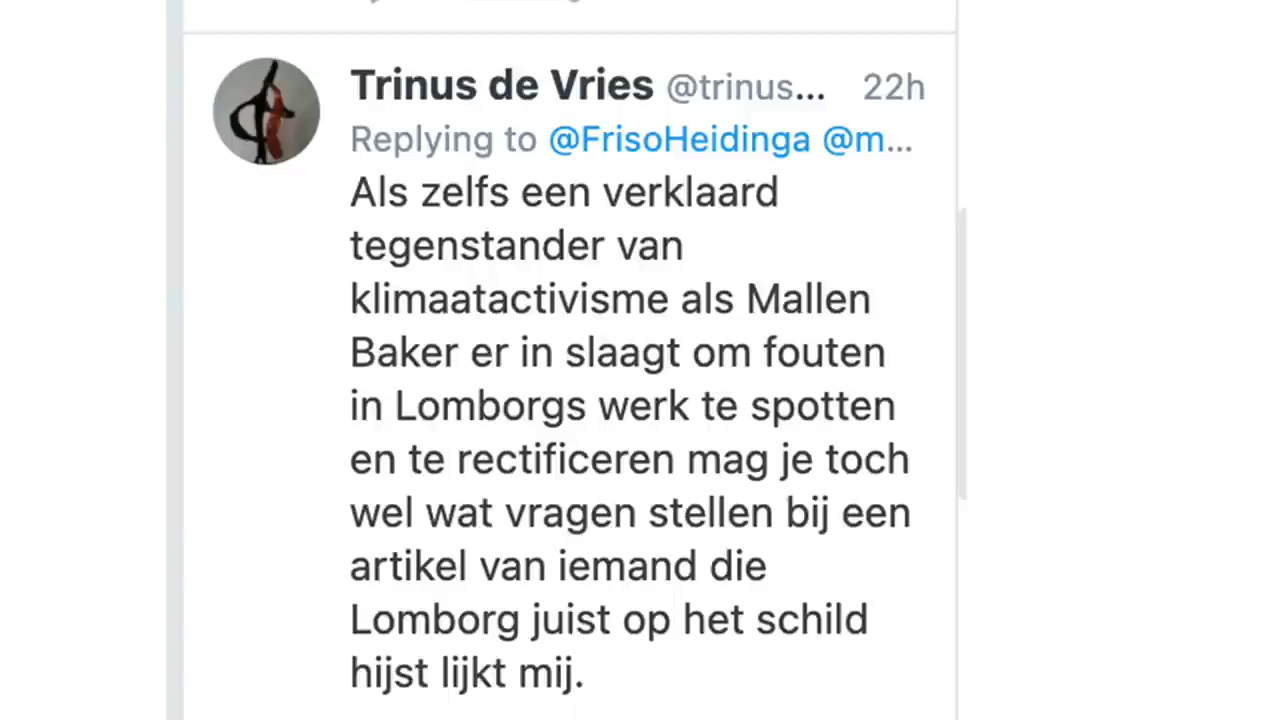 Trinus de Vries @trinus... 22h
Replying to @FrisoHeidinga @m...
Als zelfs een verklaard
tegenstander van
klimaatactivisme als Mallen
Baker er in slaagt om fouten
in Lomborgs werk te spotten
en te rectificeren mag je toch
wel wat vragen stellen bij een
artikel van iemand die
Lomborg juist op het schild
hijst lijkt mij.